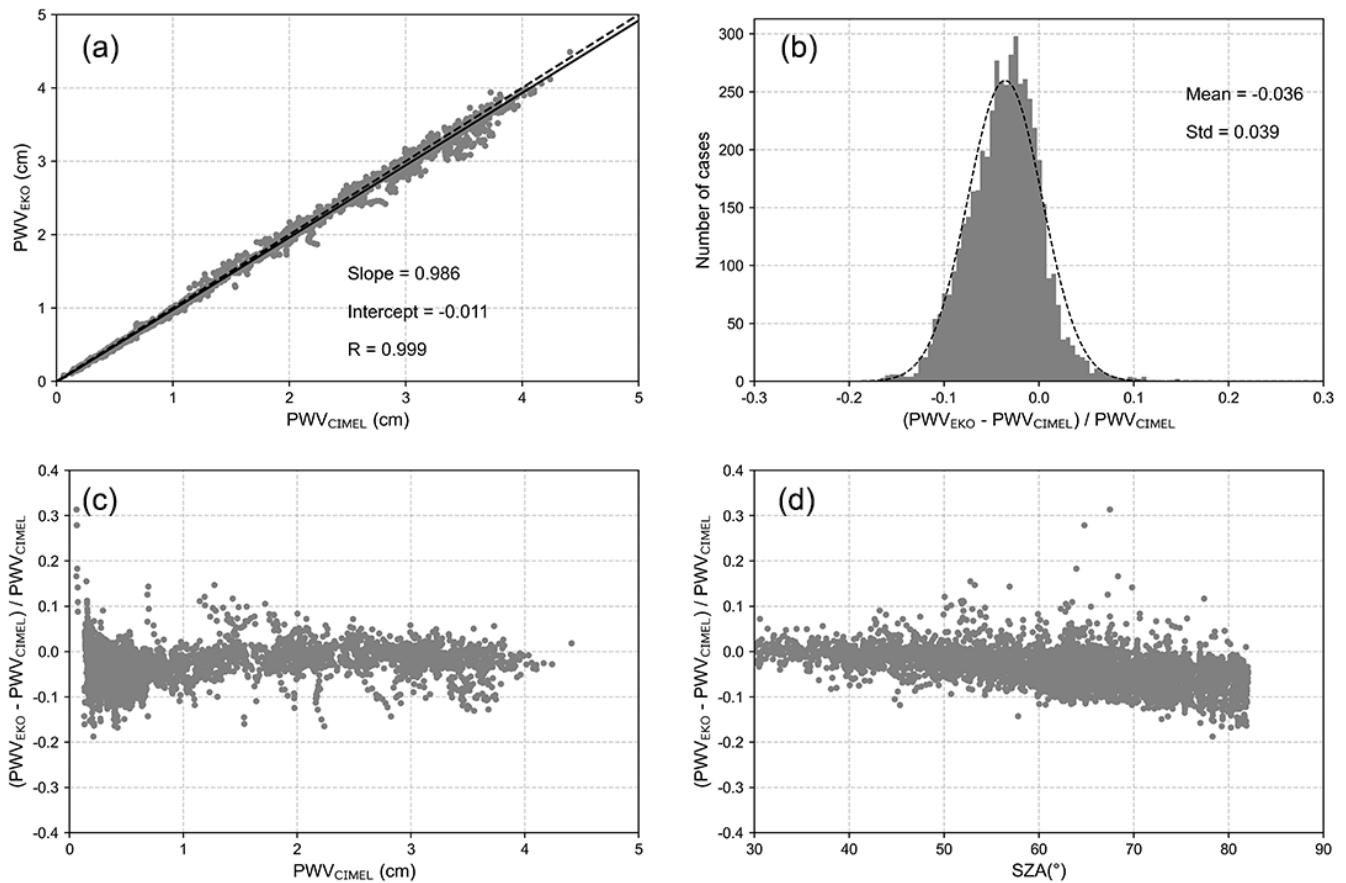 (a)
5
4
3
2
1
0
PWV_EKO (cm)
Slope = 0.986
Intercept = -0.011
R = 0.999
0 1 2 3 4 5
PWV_CIMEL (cm)
(b)
300
250
200
150
100
50
0
Number of cases
Mean = -0.036
Std = 0.039
-0.3 -0.2 -0.1 0.0 0.1 0.2 0.3
(PWV_EKO - PWV_CIMEL) / PWV_CIMEL
(c)
0.4
0.3
0.2
0.1
0.0
-0.1
-0.2
-0.3
-0.4
(PWV_EKO - PWV_CIMEL) / PWV_CIMEL
0 1 2 3 4 5
PWV_CIMEL (cm)
(d)
0.4
0.3
0.2
0.1
0.0
-0.1
-0.2
-0.3
-0.4
(PWV_EKO - PWV_CIMEL) / PWV_CIMEL
30 40 50 60 70 80 90
SZA(°)